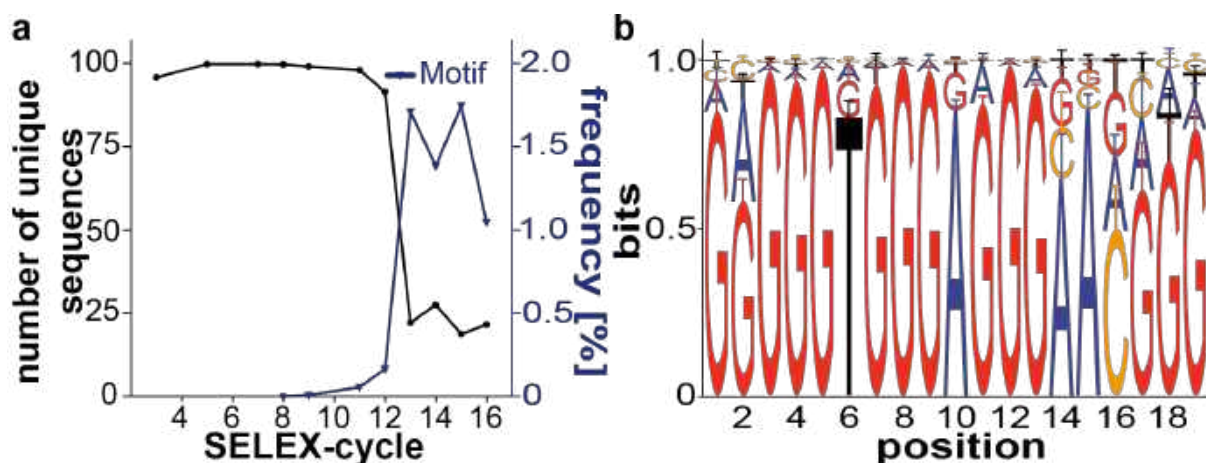 a
number of unique
sequences
100
75
50
25
0
4 6 8 10 12 14 16
SELEX-cycle
Motif
2.0
1.5
1.0
0.5
0
frequency [%]
b
bits
1.0
0.5
0
2 4 6 8 10 12 14 16 18
position
GGGGGTGGGAGGGAACGGG